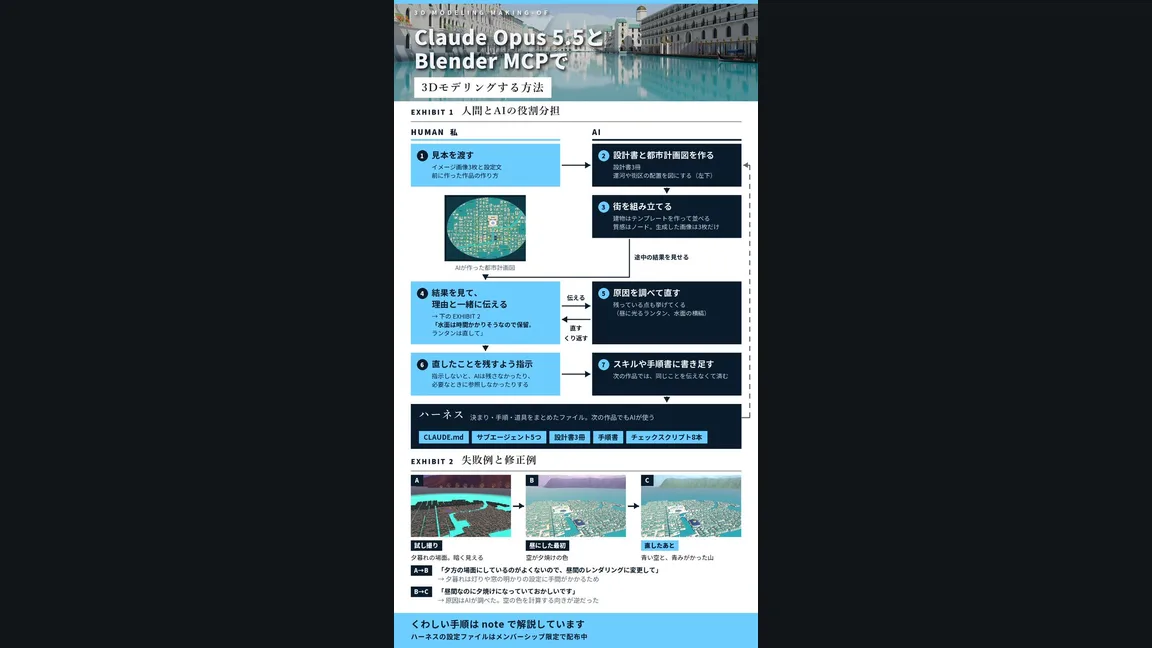 3D MODELING MAKING-OF
Claude Opus 5.5と
Blender MCPで
3Dモデリングする方法
EXHIBIT 1 人間とAIの役割分担
HUMAN 私
AI
1 見本を渡す
イメージ画像3枚と設定文
前に作った作品の作り方
2 設計書と都市計画図を作る
設計書3冊
運河や街区の配置を図にする（左下）
3 街を組み立てる
建物はテンプレートを作って並べる
質感はノード、生成した画像は3枚だけ
AIが作った都市計画図
途中の結果を見せる
4 結果を見て、
理由と一緒に伝える
→ 下の EXHIBIT 2
「水面は時間かかりそうなので保留、
ランタンは直して」
伝える
直す
くり返す
5 原因を調べて直す
残っている点も挙げてくる
（昼に光るランタン、水面の横筋）
6 直したことを残すよう指示
指示しないと、AIは残さなかったり、
必要なときに参照しなかったりする
7 スキルや手順書に書き足す
次の作品では、同じことを伝えなくて済む
ハーネス 決まり・手順・道具をまとめたファイル。次の作品でもAIが使う
CLAUDE.md サブエージェント5つ 設計書3冊 手順書 チェックスクリプト8本
EXHIBIT 2 失敗例と修正例
A
B
C
試し撮り
夕暮れの場面。暗く見える
昼にした最初
空が夕焼けの色
直したあと
青い空と、青みがかった山
A→B 「夕方の場面にしているのがよくないので、昼間のレンダリングに変更して」
→ 夕暮れは灯りや窓の明かりの設定に手間がかかるため
B→C 「昼間なのに夕焼けになっていておかしいです」
→ 原因はAIが調べた。空の色を計算する向きが逆だった
くわしい手順は note で解説しています
ハーネスの設定ファイルはメンバーシップ限定で配布中